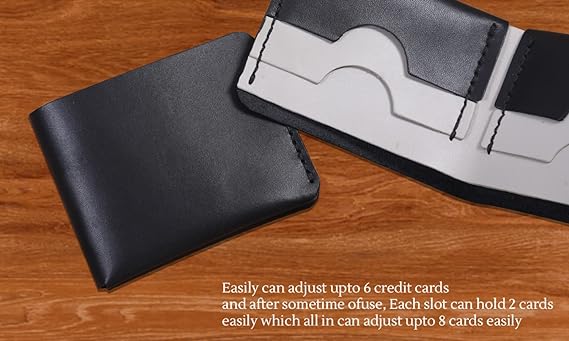 Easily can adjust upto 6 credit cards
and after sometime ofuse, Each slot can hold 2 cards
easily which all in can adjust upto 8 cards easily